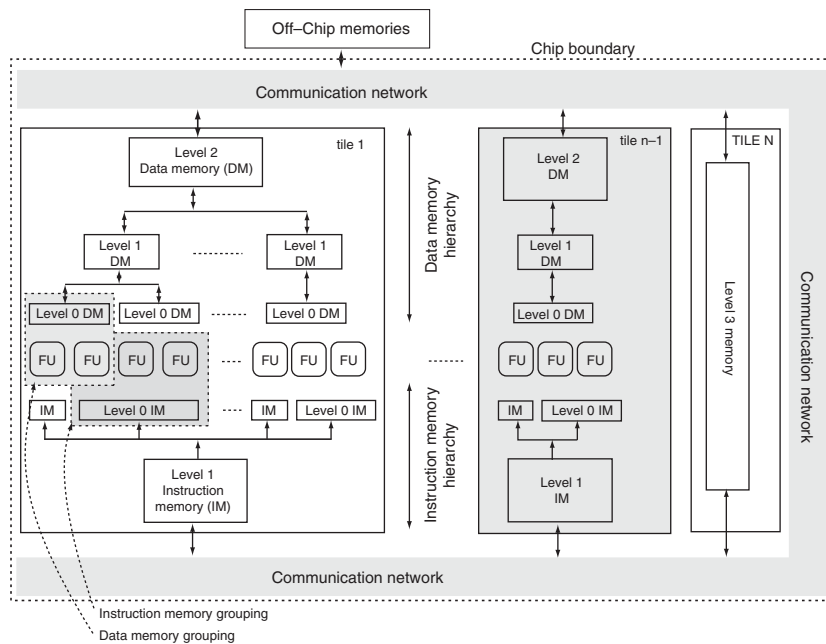 Off–Chip memories
Chip boundary
Communication network
tile 1
Level 2
Data memory (DM)
Level 1
DM
Level 1
DM
Level 0 DM
Level 0 DM
Level 0 DM
FU
FU
FU
FU
FU
FU
FU
IM
Level 0 IM
IM
Level 0 IM
Level 1
Instruction
memory (IM)
Data memory
hierarchy
Instruction memory
hierarchy
tile n–1
Level 2
DM
Level 1
DM
Level 0 DM
FU
FU
FU
IM
Level 0 IM
Level 1
IM
TILE N
Level 3 memory
Communication network
Communication network
Instruction memory grouping
Data memory grouping